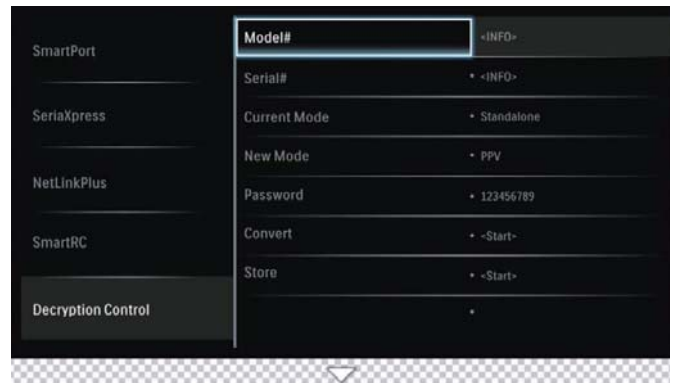 SmartPort
SeriaXpress
NetLinkPlus
SmartRC
Decryption Control
Model# <INFO>
Serial# • <INFO>
Current Mode • Standalone
New Mode • PPV
Password • 123456789
Convert • <Start>
Store • <Start>
•